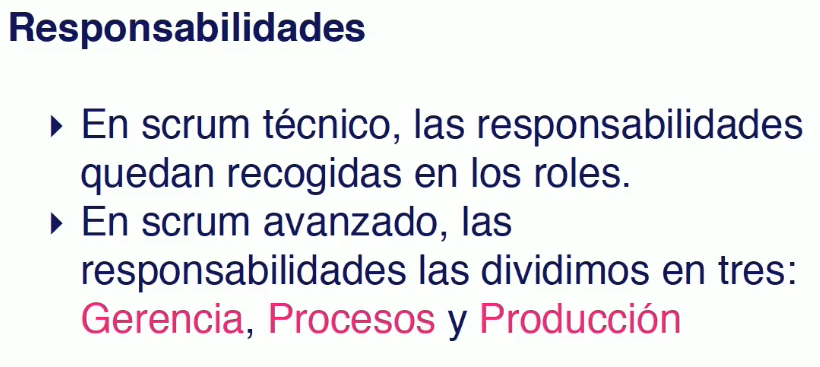 Responsabilidades
‣ En scrum técnico, las responsabilidades
quedan recogidas en los roles.
‣ En scrum avanzado, las
responsabilidades las dividimos en tres:
Gerencia, Procesos y Producción